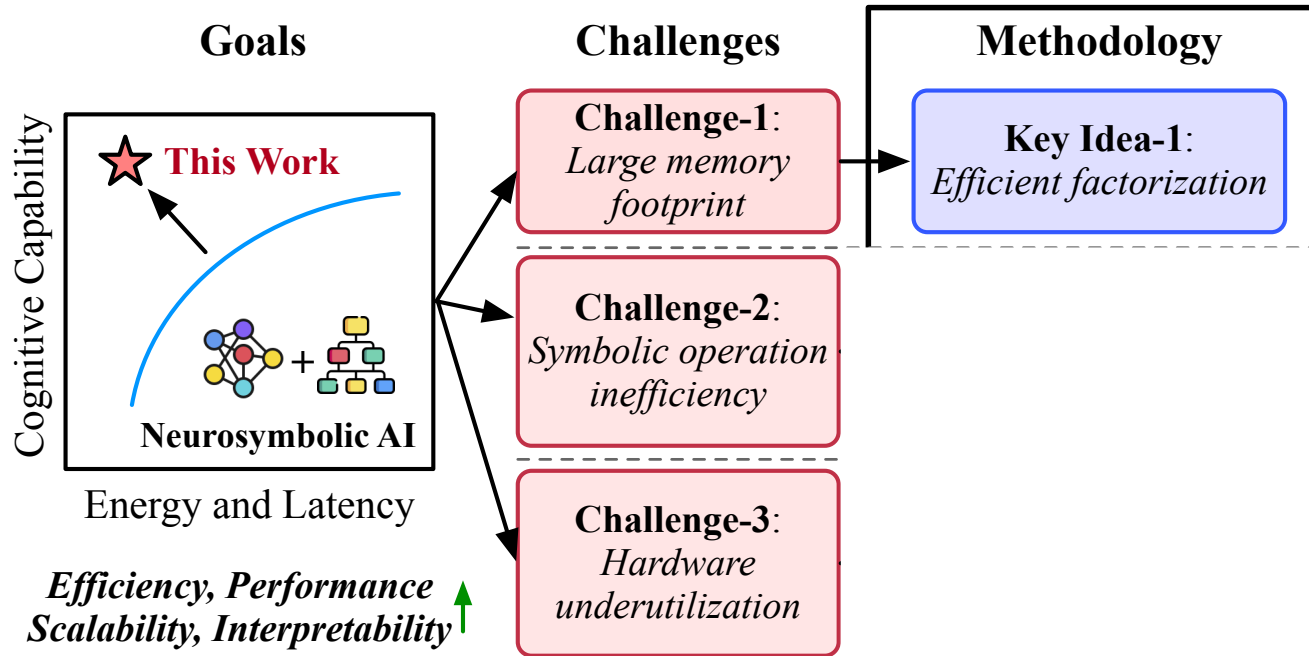 Goals
Challenges
Methodology
Cognitive Capability
This Work
+
Neurosymbolic AI
Energy and Latency
Efficiency, Performance
Scalability, Interpretability
Challenge-1:
Large memory
footprint
Key Idea-1:
Efficient factorization
Challenge-2:
Symbolic operation
inefficiency
Challenge-3:
Hardware
underutilization